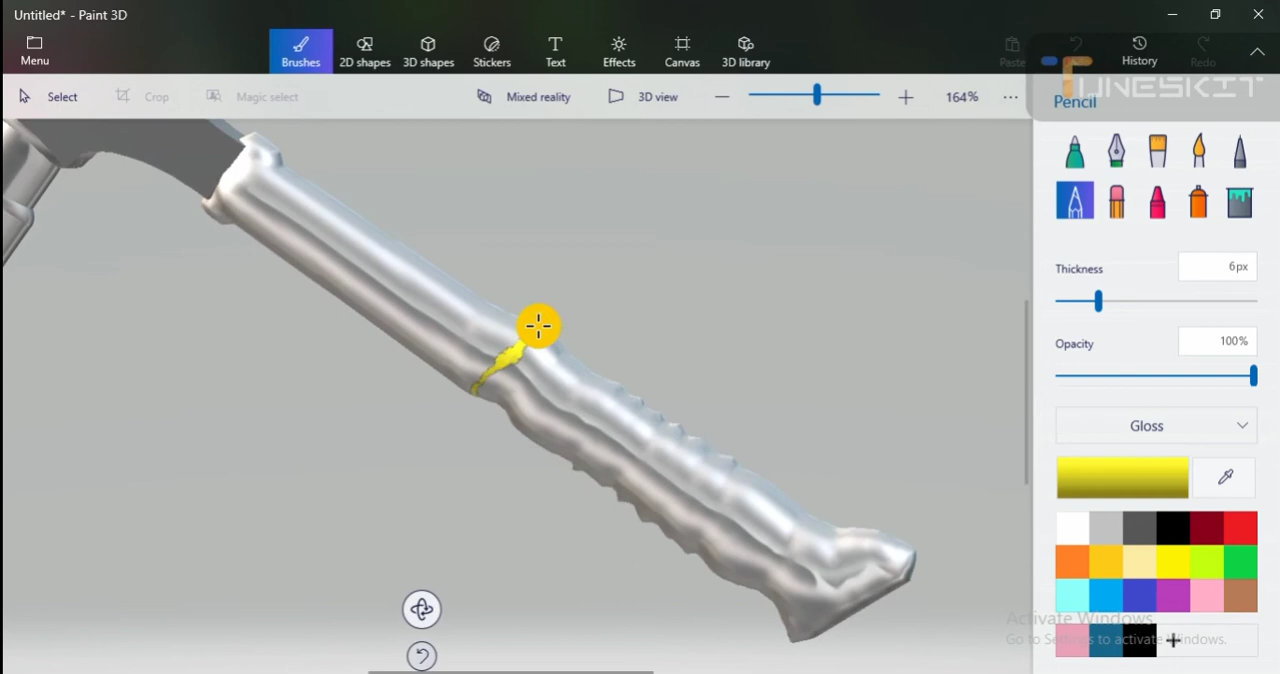 Untitled* - Paint 3D
Menu
Brushes
2D shapes
3D shapes
Stickers
Text
Effects
Canvas
3D library
Paste
History
Redo
Select
Crop
Magic select
Mixed reality
3D view
164%
UNESKIT
Pencil
Thickness
6px
Opacity
100%
Gloss
Activate Windows
Go to Settings to activate Windows.